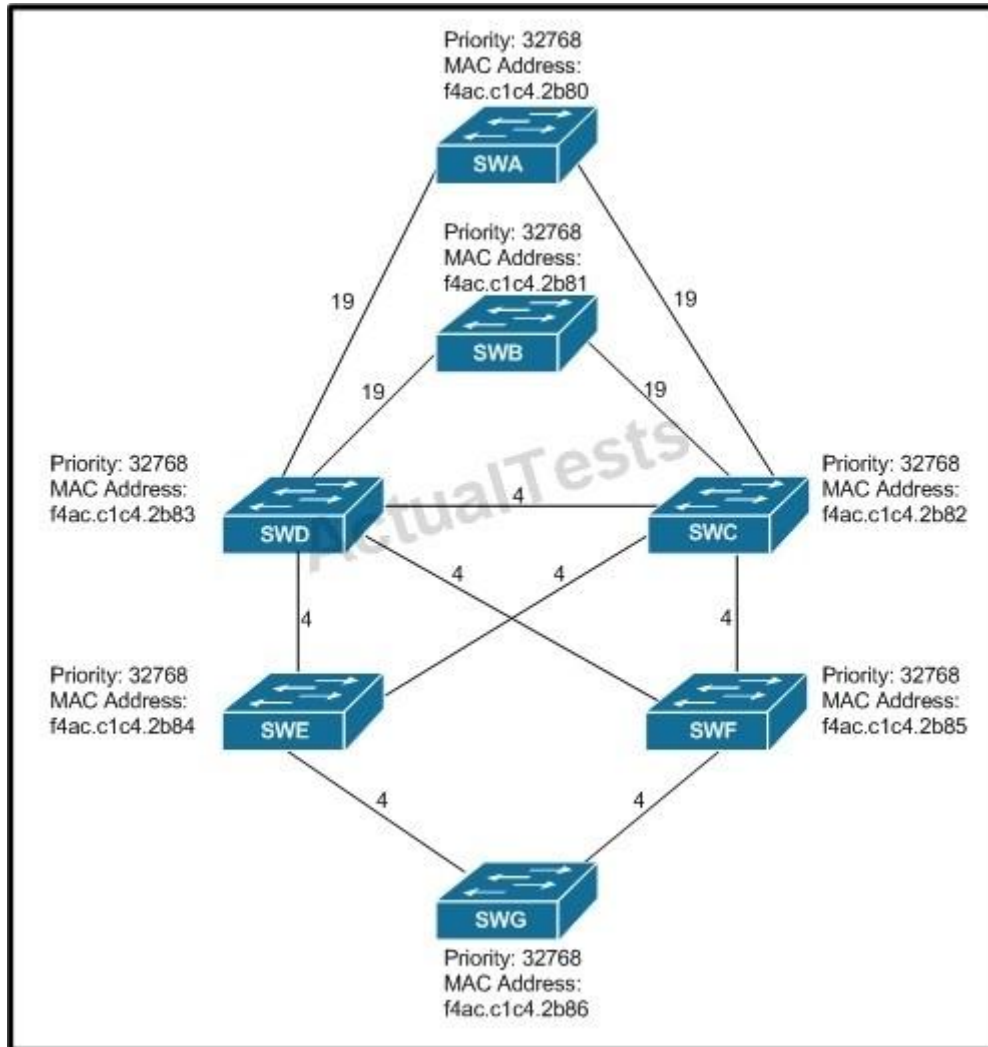 Priority: 32768
MAC Address:
f4ac.c1c4.2b80
SWA
Priority: 32768
MAC Address:
f4ac.c1c4.2b81
19
19
SWB
19
19
Priority: 32768
MAC Address:
f4ac.c1c4.2b83
ActualTests
4
Priority: 32768
MAC Address:
f4ac.c1c4.2b82
SWD
SWC
4
4
4
4
Priority: 32768
MAC Address:
f4ac.c1c4.2b84
Priority: 32768
MAC Address:
f4ac.c1c4.2b85
SWE
SWF
4
4
SWG
Priority: 32768
MAC Address:
f4ac.c1c4.2b86